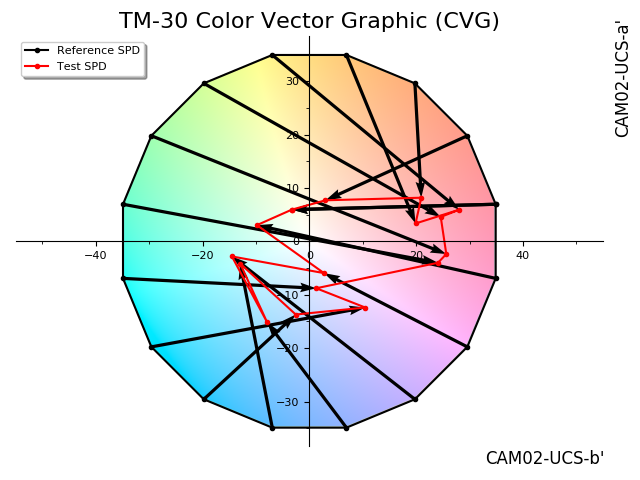 TM-30 Color Vector Graphic (CVG)
Reference SPD
Test SPD
CAM02-UCS-a'
30
20
10
0
−10
−20
−30
−40
−20
0
20
40
CAM02-UCS-b'